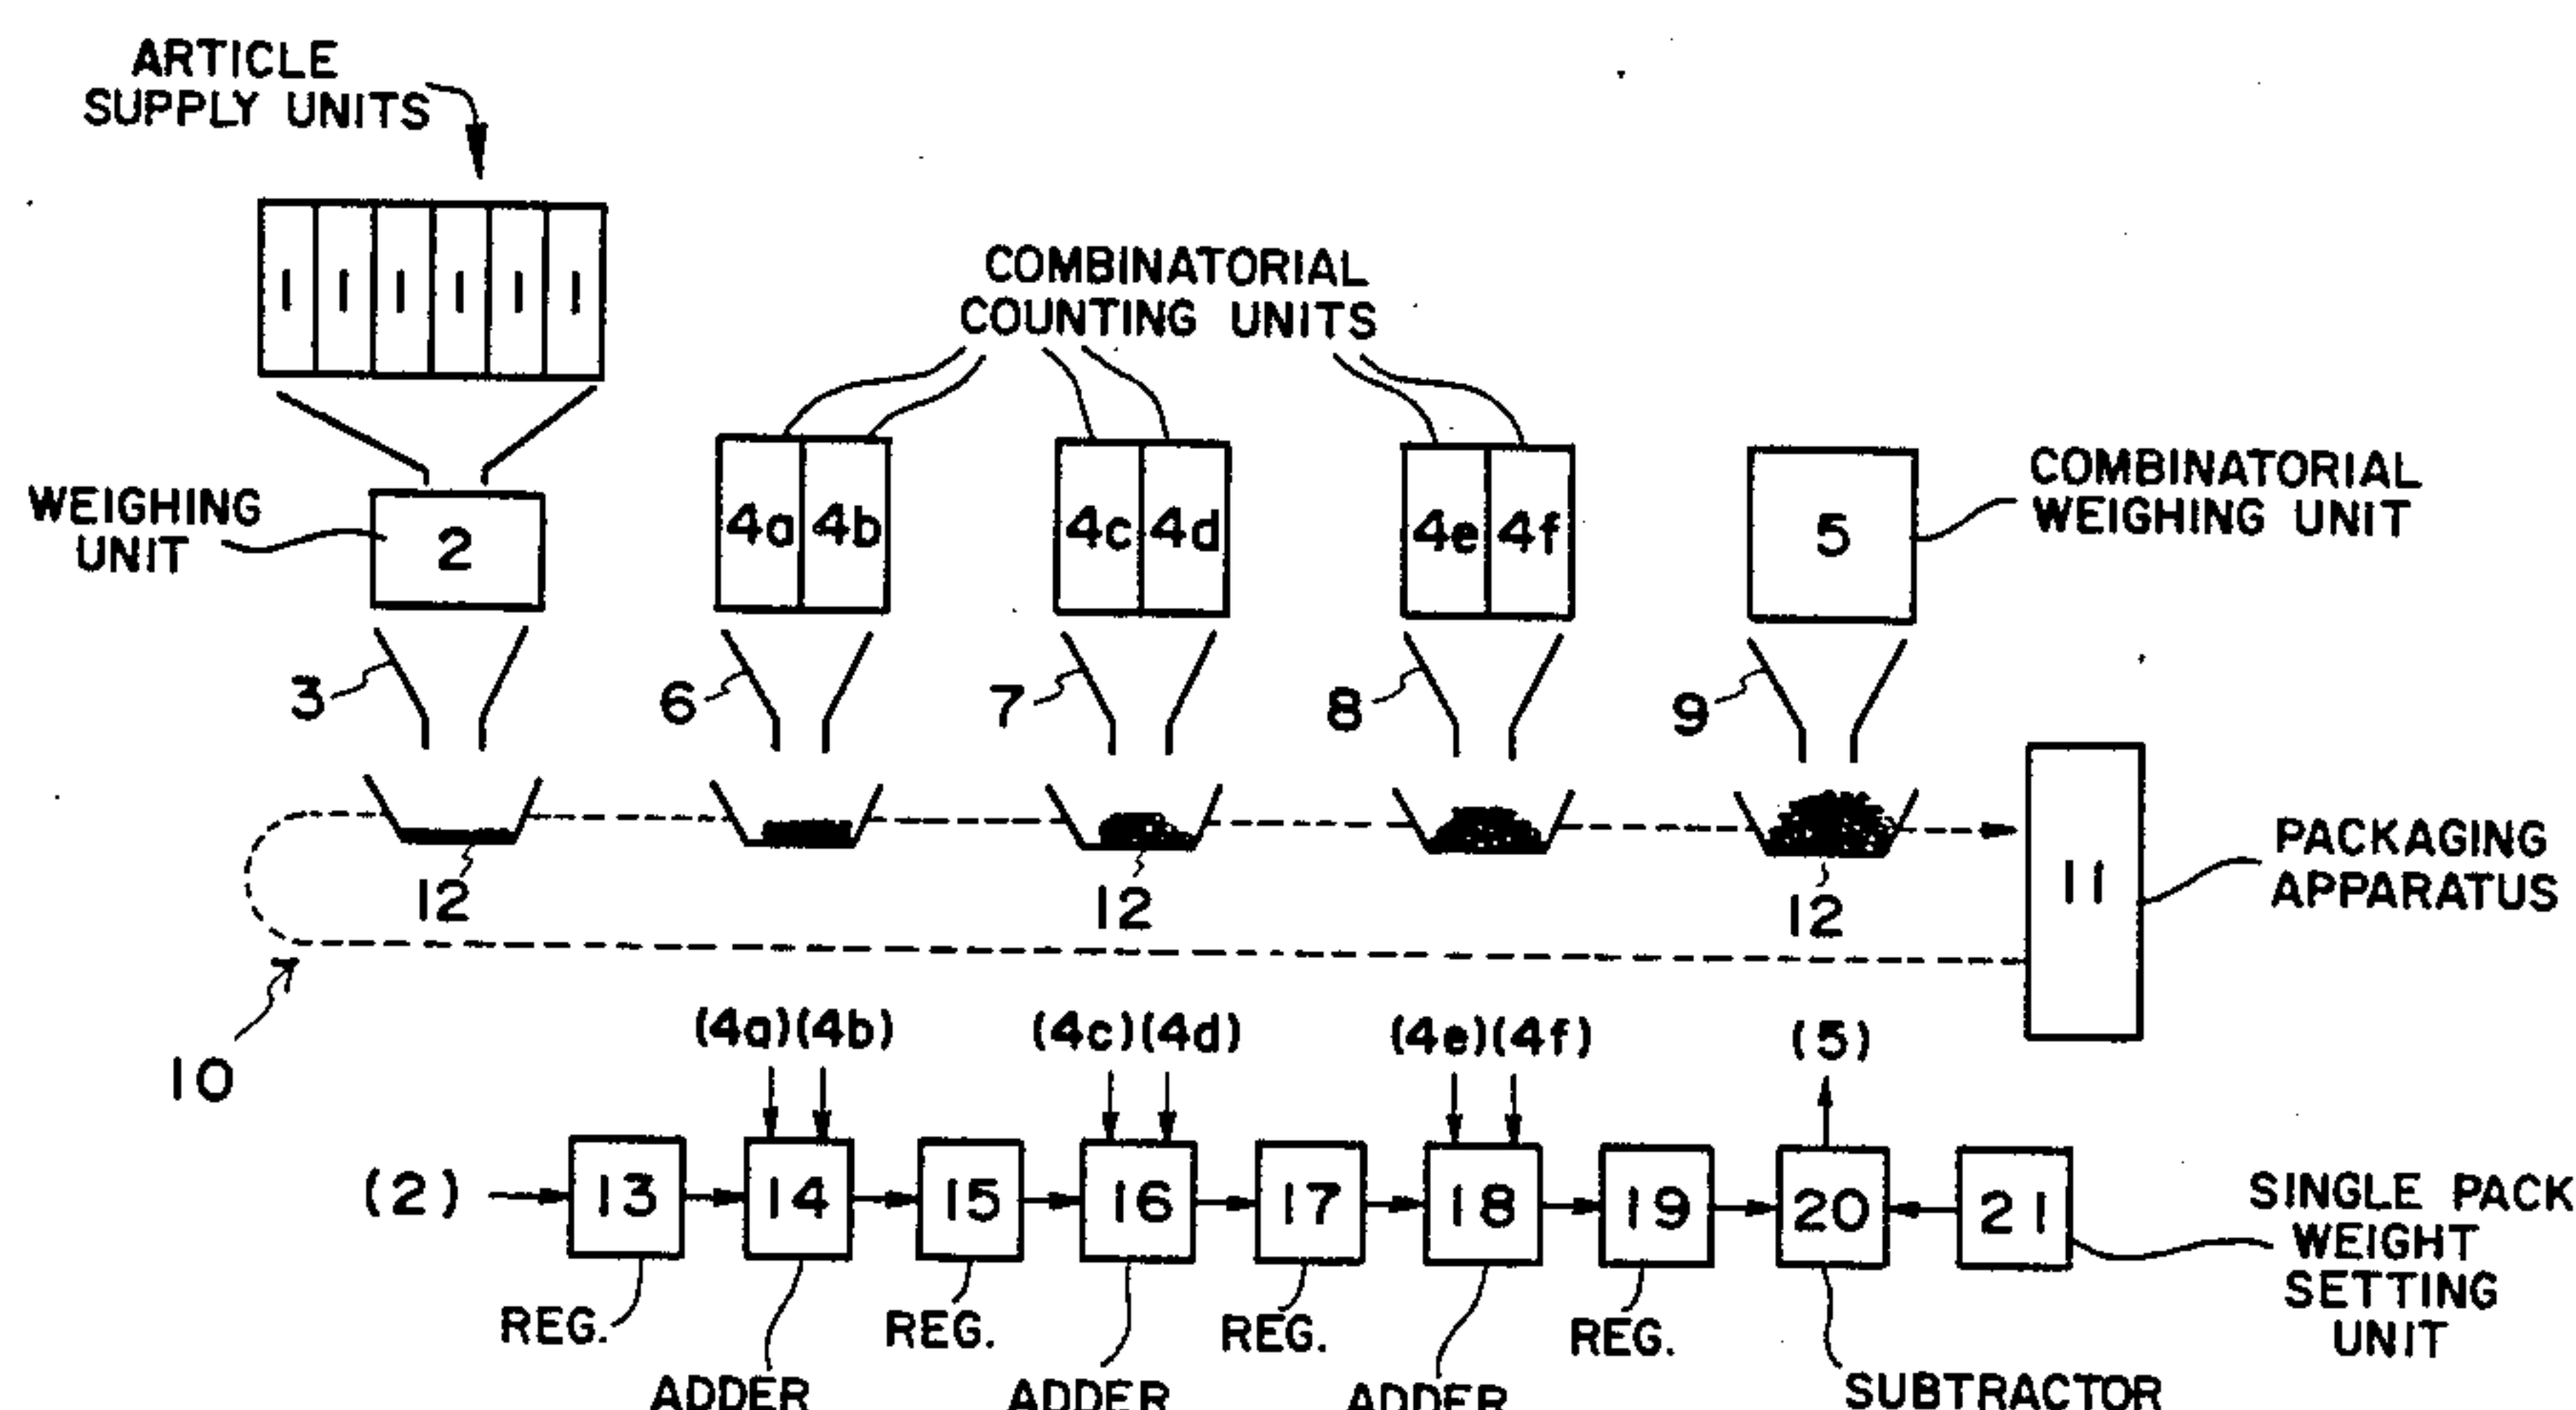 ARTICLE
SUPPLY UNITS
1 1 1 1 1 1
COMBINATORIAL
COUNTING UNITS
WEIGHING
UNIT
2
4a 4b
4c 4d
4e 4f
5
COMBINATORIAL
WEIGHING UNIT
3
6
7
8
9
12
12
12
11
PACKAGING
APPARATUS
10
(4a)(4b)
(4c)(4d)
(4e)(4f)
(5)
(2)
13
14
15
16
17
18
19
20
21
SINGLE PACK
WEIGHT
SETTING
UNIT
REG.
REG.
REG.
REG.
ADDER
ADDER
ADDER
SUBTRACTOR